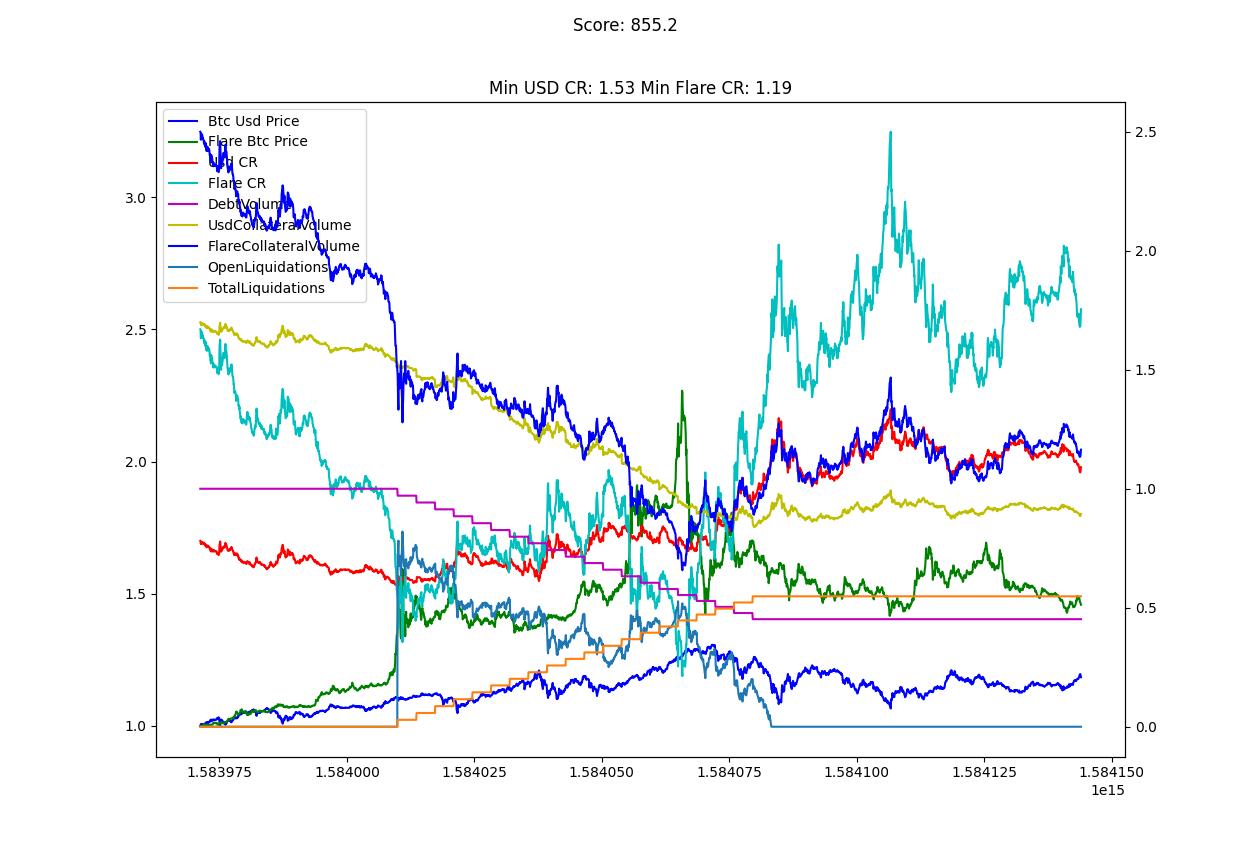 Score: 855.2
Min USD CR: 1.53 Min Flare CR: 1.19
Btc Usd Price
Flare Btc Price
Usd CR
Flare CR
DebtVolume
UsdCollateralVolume
FlareCollateralVolume
OpenLiquidations
TotalLiquidations
3.0
2.5
2.0
1.5
1.0
2.5
2.0
1.5
1.0
0.5
0.0
1.583975 1.584000 1.584025 1.584050 1.584075 1.584100 1.584125 1.584150
1e15